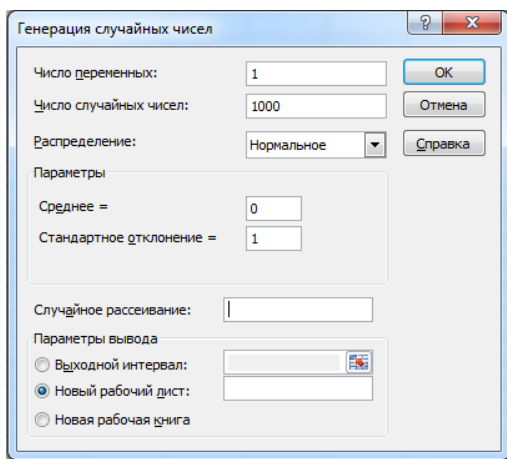 Генерация случайных чисел
Число переменных: 1 ОК
Число случайных чисел: 1000 Отмена
Распределение: Нормальное Справка
Параметры
Среднее = 0
Стандартное отклонение = 1
Случайное рассеивание:
Параметры вывода
Выходной интервал:
Новый рабочий лист:
Новая рабочая книга